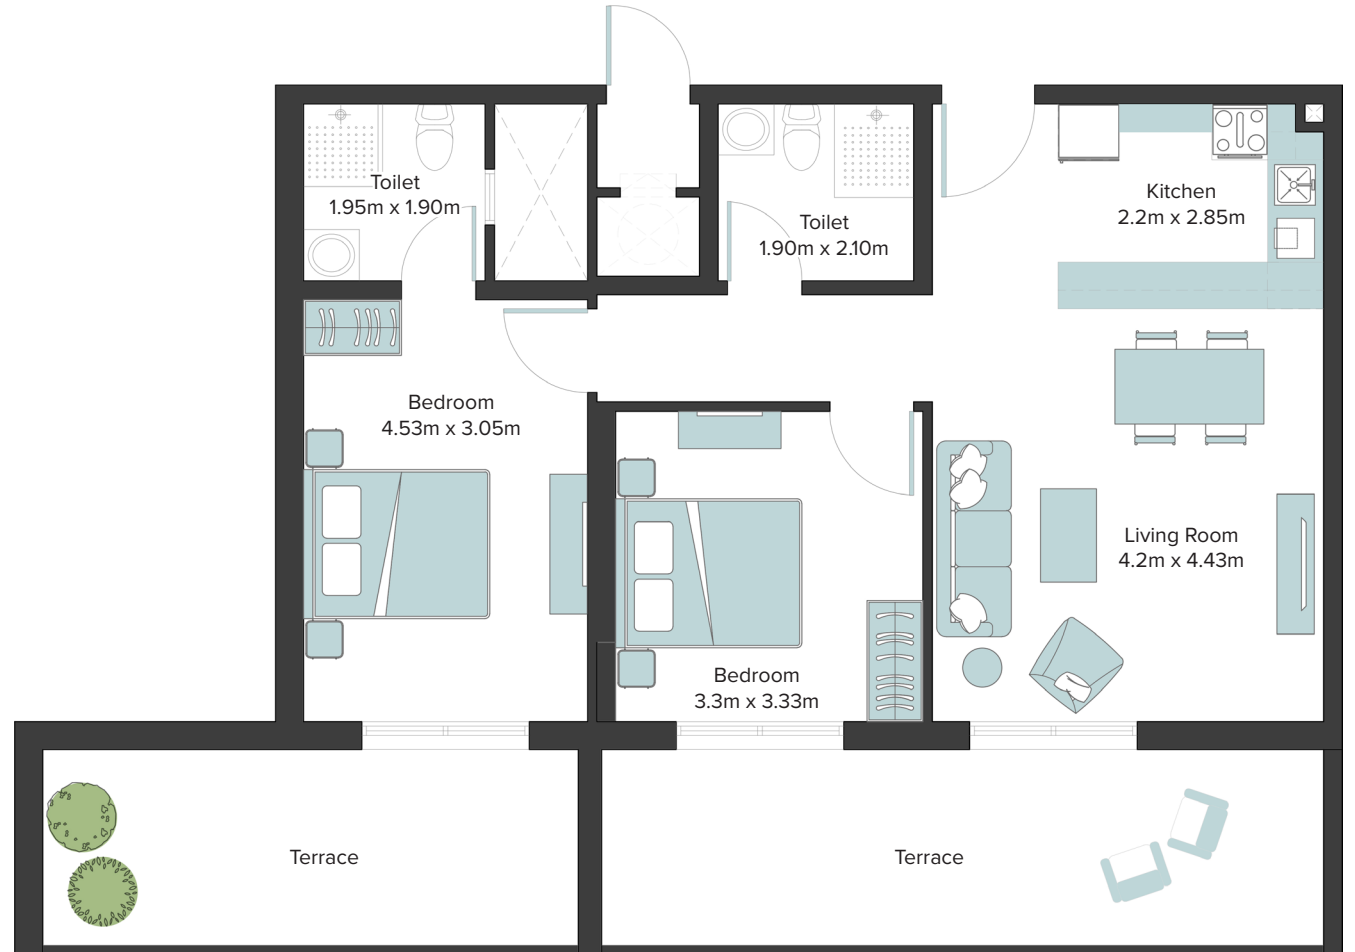 Toilet
1.95m x 1.90m
Toilet
1.90m x 2.10m
Kitchen
2.2m x 2.85m
Bedroom
4.53m x 3.05m
Living Room
4.2m x 4.43m
Bedroom
3.3m x 3.33m
Terrace
Terrace